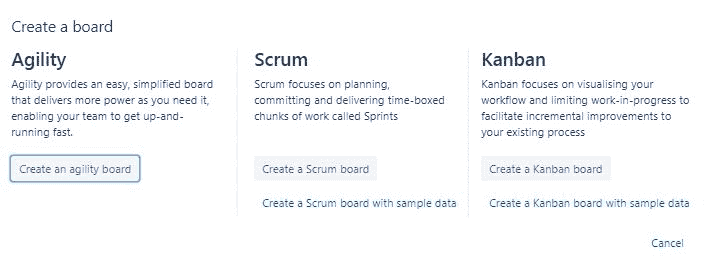 Create a board
Agility
Agility provides an easy, simplified board
that delivers more power as you need it,
enabling your team to get up-and-
running fast.
Create an agility board
Scrum
Scrum focuses on planning,
committing and delivering time-boxed
chunks of work called Sprints
Create a Scrum board
Create a Scrum board with sample data
Kanban
Kanban focuses on visualising your
workflow and limiting work-in-progress to
facilitate incremental improvements to
your existing process
Create a Kanban board
Create a Kanban board with sample data
Cancel